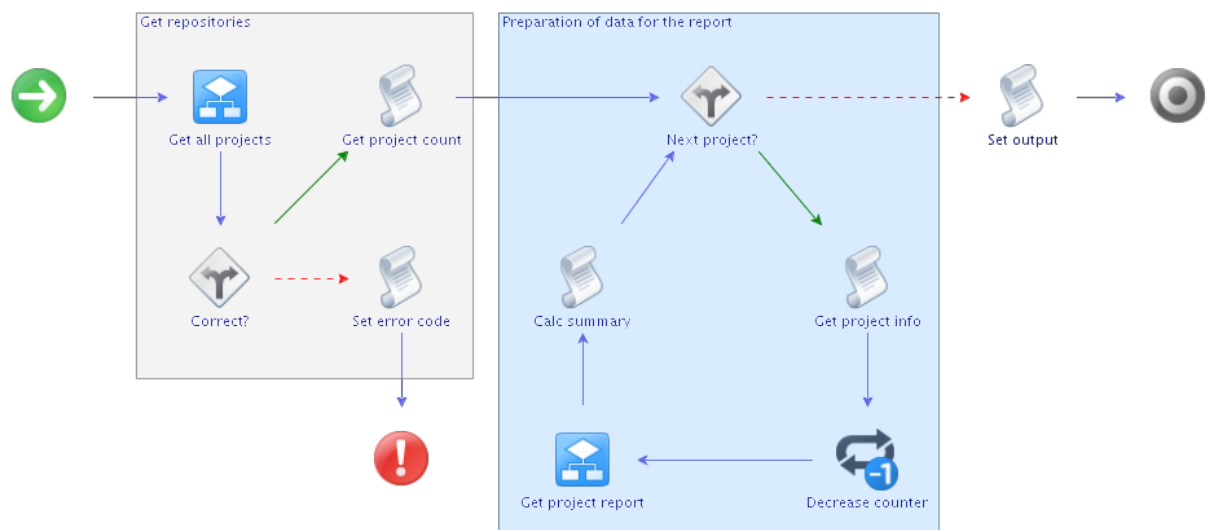 Get repositories
Preparation of data for the report
Get all projects
Get project count
Next project?
Set output
Correct?
Set error code
Calc summary
Get project info
Get project report
-1
Decrease counter